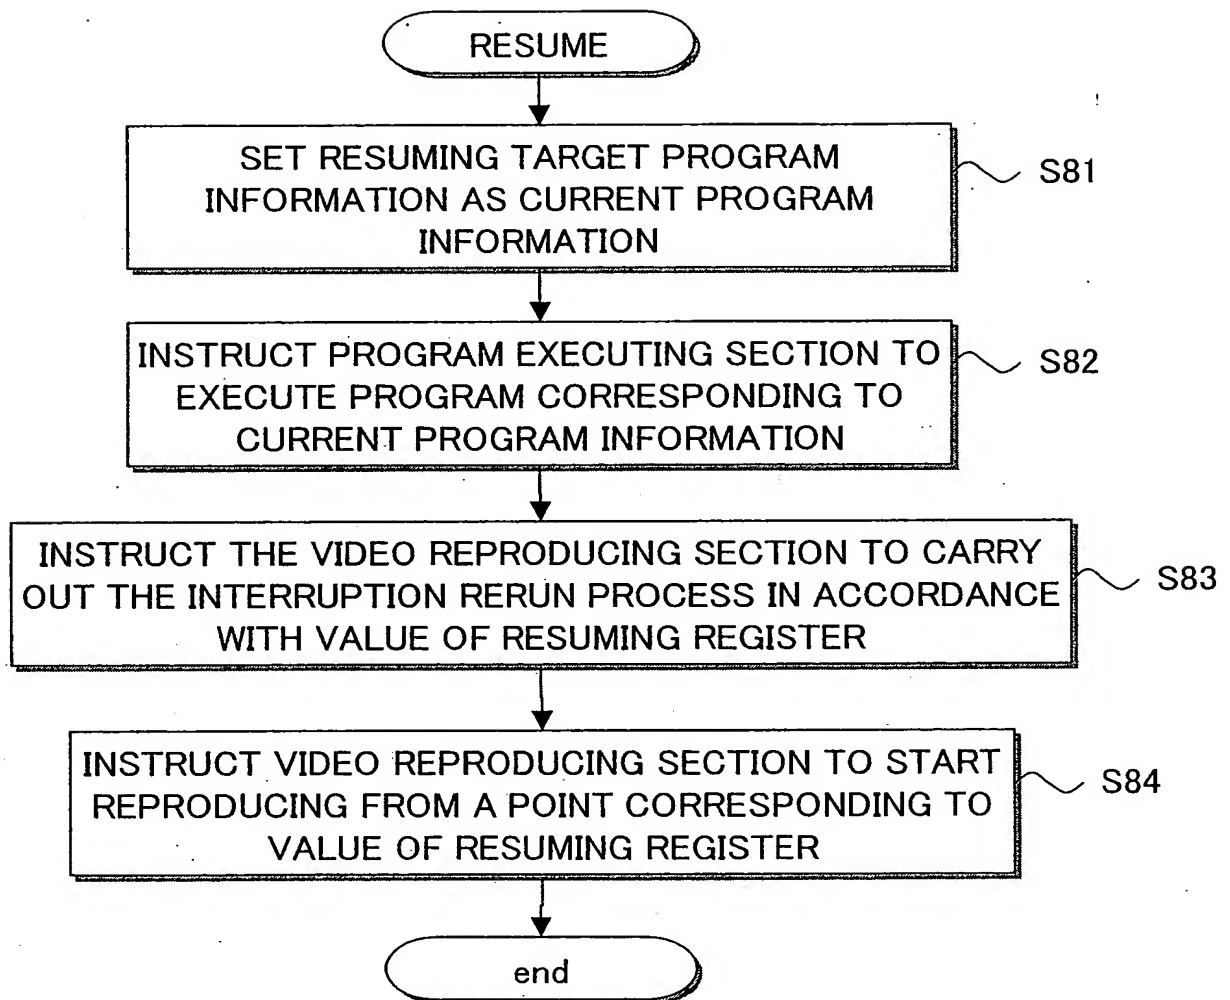 RESUME
SET RESUMING TARGET PROGRAM
INFORMATION AS CURRENT PROGRAM
INFORMATION
S81
INSTRUCT PROGRAM EXECUTING SECTION TO
EXECUTE PROGRAM CORRESPONDING TO
CURRENT PROGRAM INFORMATION
S82
INSTRUCT THE VIDEO REPRODUCING SECTION TO CARRY
OUT THE INTERRUPTION RERUN PROCESS IN ACCORDANCE
WITH VALUE OF RESUMING REGISTER
S83
INSTRUCT VIDEO REPRODUCING SECTION TO START
REPRODUCING FROM A POINT CORRESPONDING TO
VALUE OF RESUMING REGISTER
S84
end